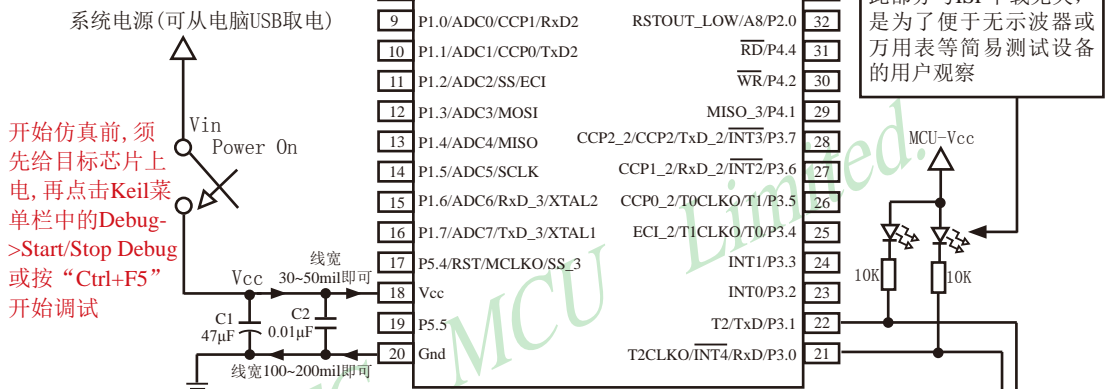 系统电源(可从电脑USB取电)
Vin
Power On
开始仿真前,须
先给目标芯片上
电,再点击Keil菜
单栏中的Debug-
>Start/Stop Debug
或按“Ctrl+F5”
开始调试
线宽
Vcc 30~50mil即可
C1
47μF
C2
0.01μF
线宽100~200mil即可
9 P1.0/ADC0/CCP1/RxD2
10 P1.1/ADC1/CCP0/TxD2
11 P1.2/ADC2/SS/ECI
12 P1.3/ADC3/MOSI
13 P1.4/ADC4/MISO
14 P1.5/ADC5/SCLK
15 P1.6/ADC6/RxD_3/XTAL2
16 P1.7/ADC7/TxD_3/XTAL1
17 P5.4/RST/MCLKO/SS_3
18 Vcc
19 P5.5
20 Gnd
RSTOUT_LOW/A8/P2.0 32
RD/P4.4 31
WR/P4.2 30
MISO_3/P4.1 29
CCP2_2/CCP2/TxD_2/INT3/P3.7 28
CCP1_2/RxD_2/INT2/P3.6 27
CCP0_2/T0CLKO/T1/P3.5 26
ECI_2/T1CLKO/T0/P3.4 25
INT1/P3.3 24
INT0/P3.2 23
T2/TxD/P3.1 22
T2CLKO/INT4/RxD/P3.0 21
是为了便于无示波器或
万用表等简易测试设备
的用户观察
MCU-Vcc
10K
10K
MCU Limited.